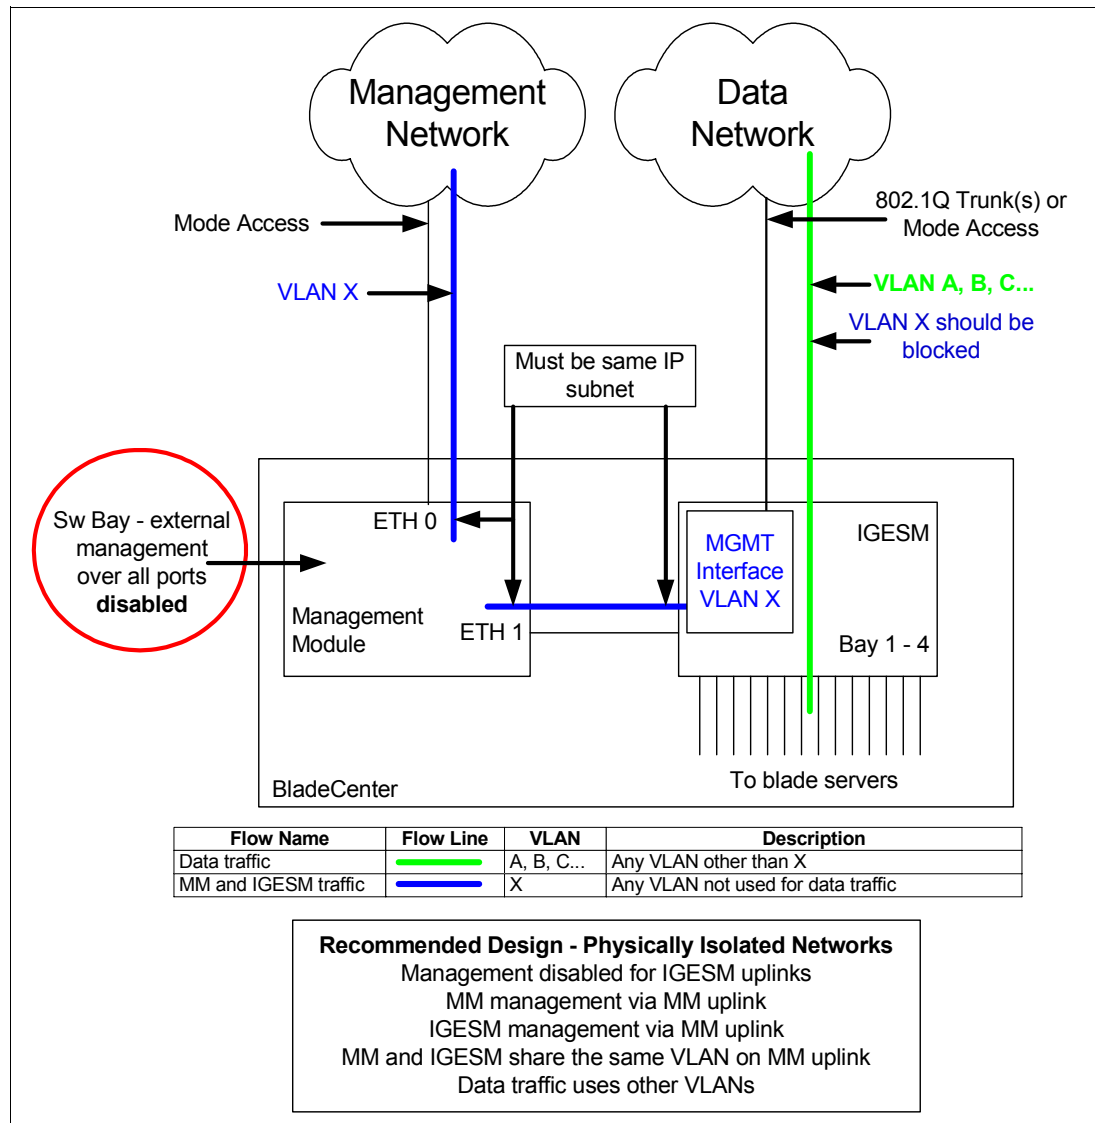 Management
Network
Data
Network
Mode Access
802.1Q Trunk(s) or
Mode Access
VLAN X
VLAN A, B, C...
VLAN X should be
blocked
Must be same IP
subnet
Sw Bay - external
management
over all ports
disabled
ETH 0
Management
Module
ETH 1
MGMT
Interface
VLAN X
IGESM
Bay 1 - 4
To blade servers
BladeCenter
Flow Name Flow Line VLAN Description
Data traffic A, B, C... Any VLAN other than X
MM and IGESM traffic X Any VLAN not used for data traffic
Recommended Design - Physically Isolated Networks
Management disabled for IGESM uplinks
MM management via MM uplink
IGESM management via MM uplink
MM and IGESM share the same VLAN on MM uplink
Data traffic uses other VLANs